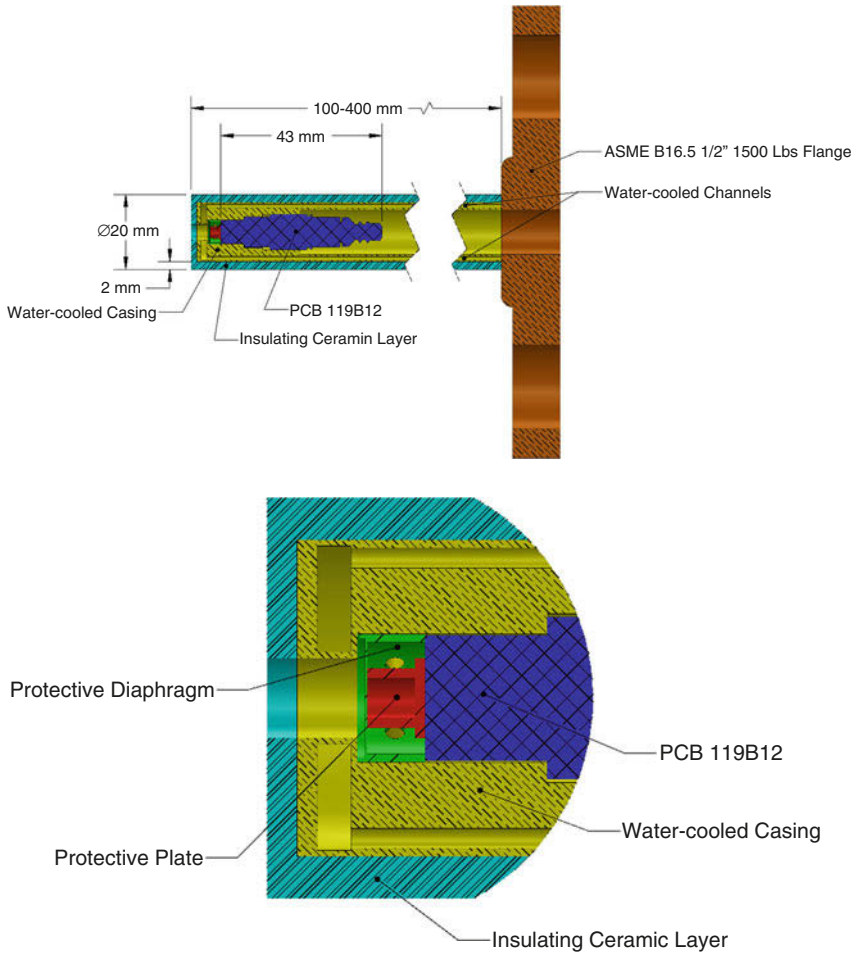 100-400 mm
43 mm
ASME B16.5 1/2" 1500 Lbs Flange
Water-cooled Channels
Ø20 mm
2 mm
Water-cooled Casing
PCB 119B12
Insulating Ceramin Layer
Protective Diaphragm
PCB 119B12
Water-cooled Casing
Protective Plate
Insulating Ceramic Layer